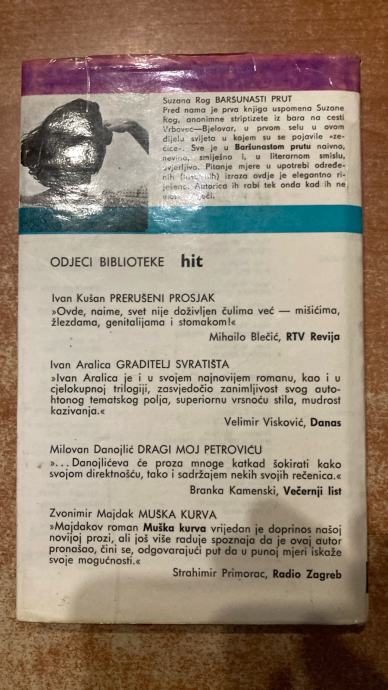 Suzana Rog BARŠUNASTI PRUT
Pred nama je prva knjiga uspomena Suzane
Rog, anonimne striptizete iz bara na cesti
Vrbovec—Bjelovar, u prvom selu u ovom
dijelu svijeta u kojem su se pojavile »ze-
čice«. Sve je u Baršunastom prutu naivno,
nevino, smiješno i, u literarnom smislu,
uvjerljivo. Pitanje mjere u upotrebi određe-
nih izraza ovdje je elegantno ri-
ješeno. Autorica ih rabi tek onda kad ih ne
ODJECI BIBLIOTEKE hit
Ivan Kušan PRERUŠENI PROSJAK
»Ovde, naime, svet nije doživljen čulima već — mišićima,
žlezdama, genitalijama i stomakom!«
Mihailo Blečić, RTV Revija
Ivan Aralica GRADITELJ SVRATIŠTA
»Ivan Aralica je i u svojem najnovijem romanu, kao i u
cjelokupnoj trilogiji, zasvjedočio zanimljivost svog auto-
htonog tematskog polja, superiornu vrsnoću stila, mudrost
kazivanja.«
Velimir Visković, Danas
Milovan Danojlić DRAGI MOJ PETROVIĆU
»...Danojlićeva će proza mnoge katkad šokirati kako
svojom direktnošću, tako i sadržajem nekih svojih rečenica.«
Branka Kamenski, Večernji list
Zvonimir Majdak MUŠKA KURVA
»Majdakov roman Muška kurva vrijedan je doprinos našoj
novijoj prozi, ali još više raduje spoznaja da je ovaj autor
pronašao, čini se, odgovarajući put da u punoj mjeri iskaže
svoje mogućnosti.«
Strahimir Primorac, Radio Zagreb